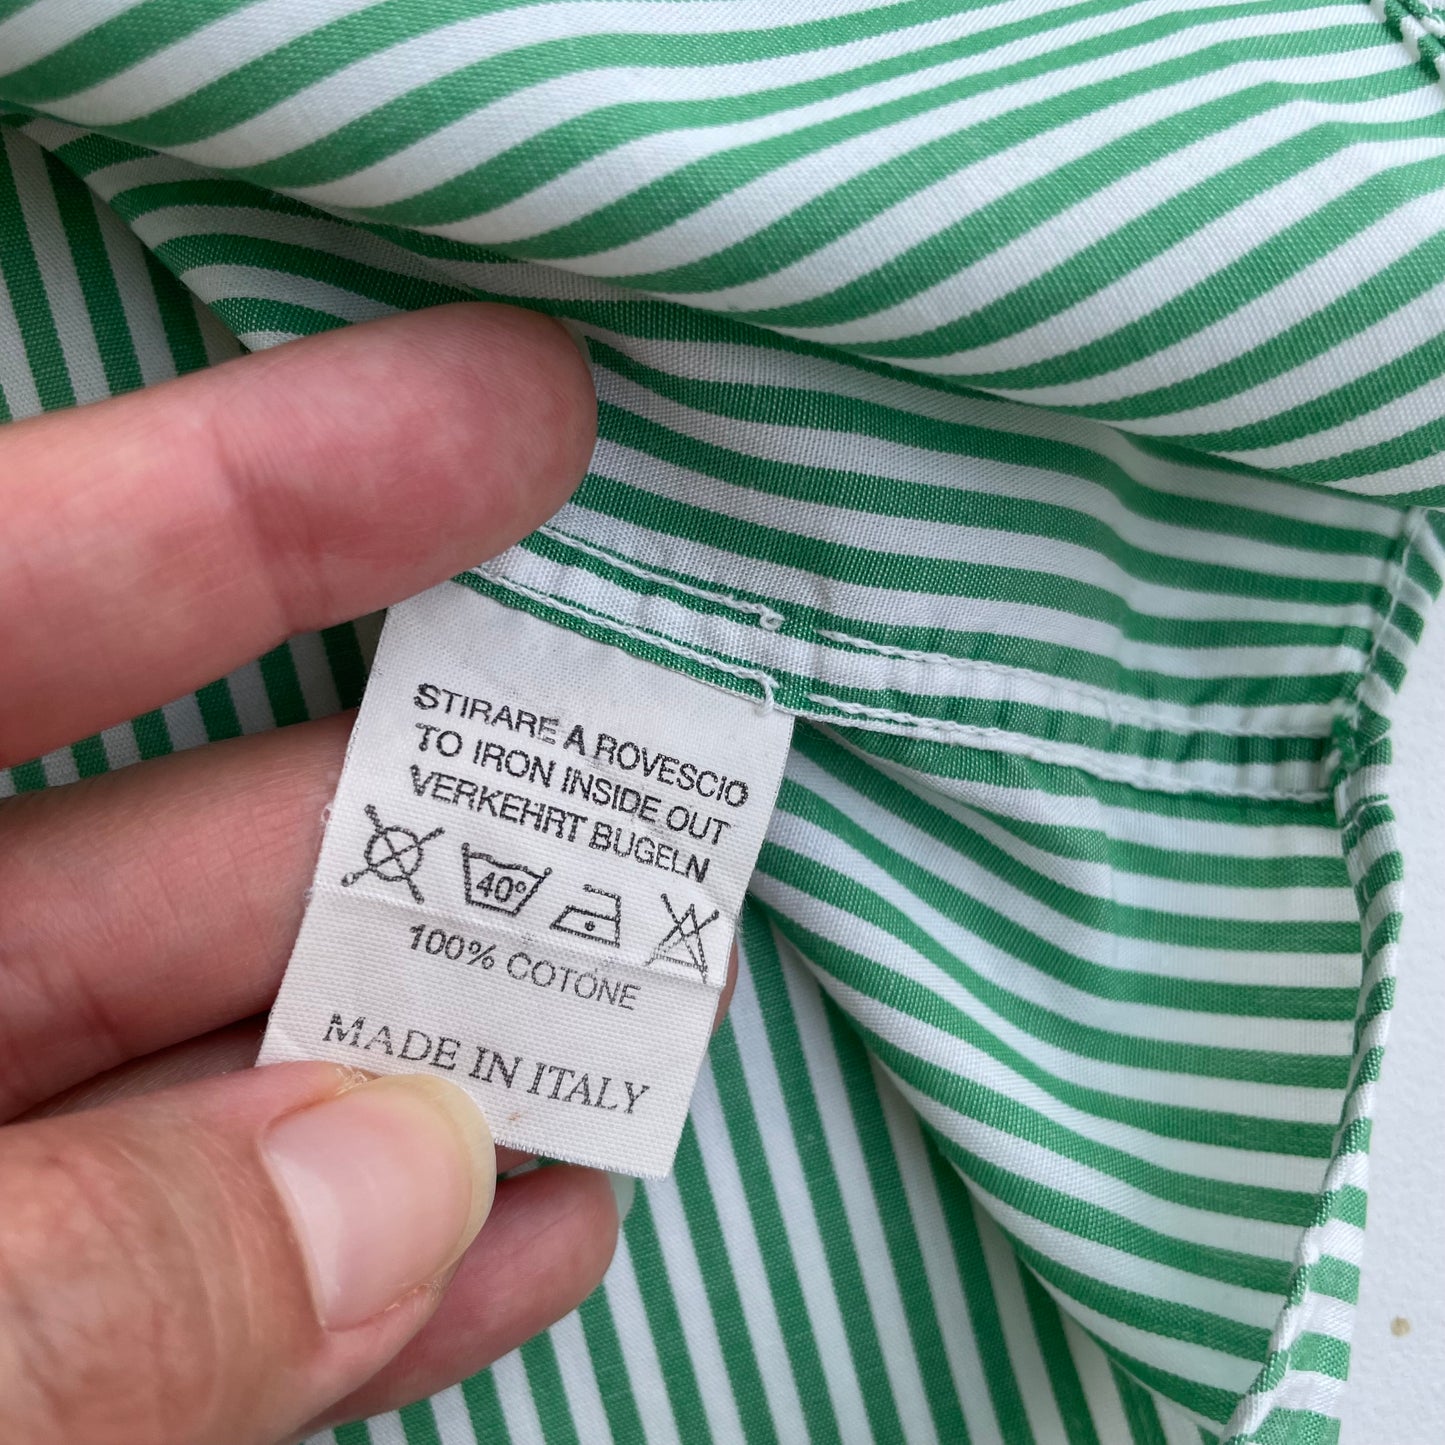 STIRARE A ROVESCIO
TO IRON INSIDE OUT
VERKEHRT BUGELN
40°
100% COTONE
MADE IN ITALY